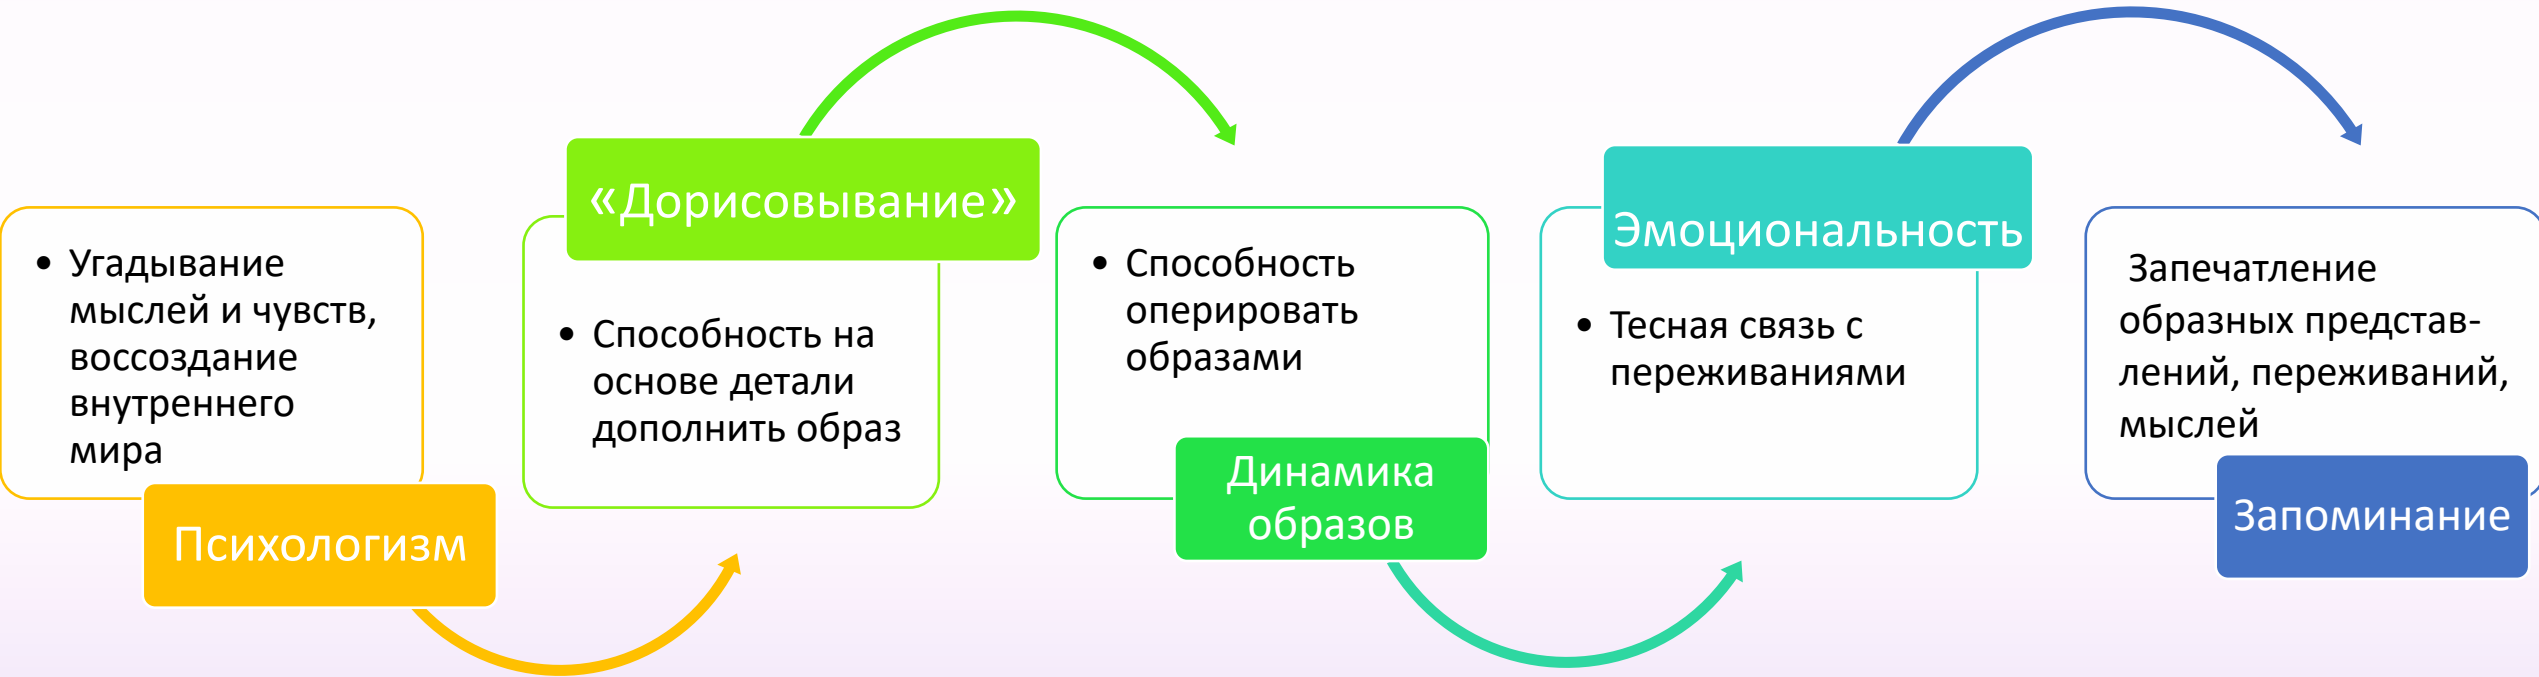 • Угадывание
мыслей и чувств,
воссоздание
внутреннего
мира
Психологизм
«Дорисовывание»
• Способность на
основе детали
дополнить образ
• Способность
оперировать
образами
Динамика
образов
Эмоциональность
• Тесная связь с
переживаниями
Запечатление
образных представ-
лений, переживаний,
мыслей
Запоминание